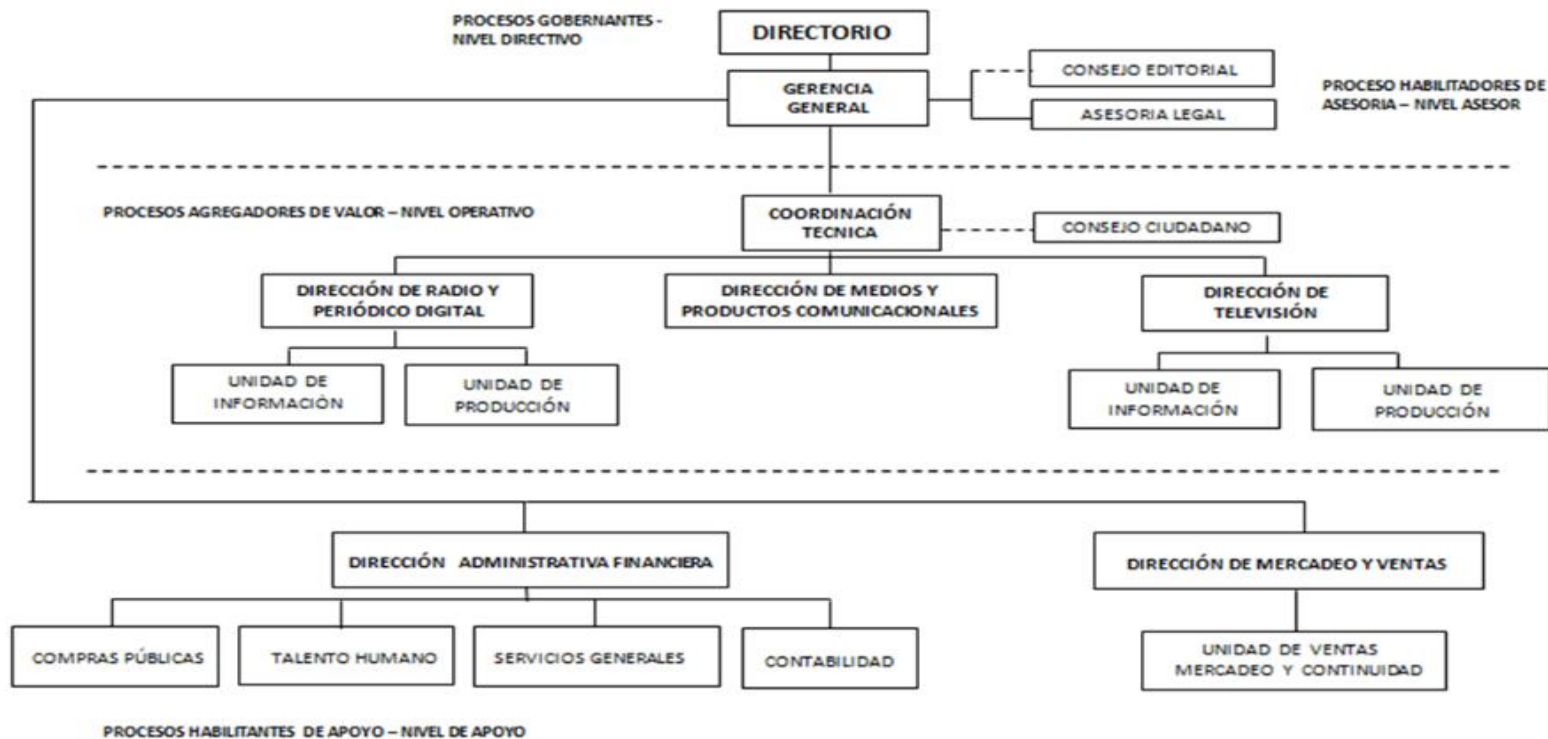 PROCESOS GOBERNANTES -
NIVEL DIRECTIVO
DIRECTORIO
GERENCIA
GENERAL
CONSEJO EDITORIAL
ASESORIA LEGAL
PROCESO HABILITADORES DE
ASESORIA – NIVEL ASESOR
PROCESOS AGREGADORES DE VALOR – NIVEL OPERATIVO
COORDINACIÓN
TECNICA
CONSEJO CIUDADANO
DIRECCIÓN DE RADIO Y
PERIÓDICO DIGITAL
DIRECCIÓN DE MEDIOS Y
PRODUCTOS COMUNICACIONALES
DIRECCIÓN DE
TELEVISIÓN
UNIDAD DE
INFORMACIÓN
UNIDAD DE
PRODUCCIÓN
UNIDAD DE
INFORMACIÓN
UNIDAD DE
PRODUCCIÓN
DIRECCIÓN ADMINISTRATIVA FINANCIERA
DIRECCIÓN DE MERCADEO Y VENTAS
COMPRAS PÚBLICAS
TALENTO HUMANO
SERVICIOS GENERALES
CONTABILIDAD
UNIDAD DE VENTAS
MERCADEO Y CONTINUIDAD
PROCESOS HABILITANTES DE APOYO – NIVEL DE APOYO